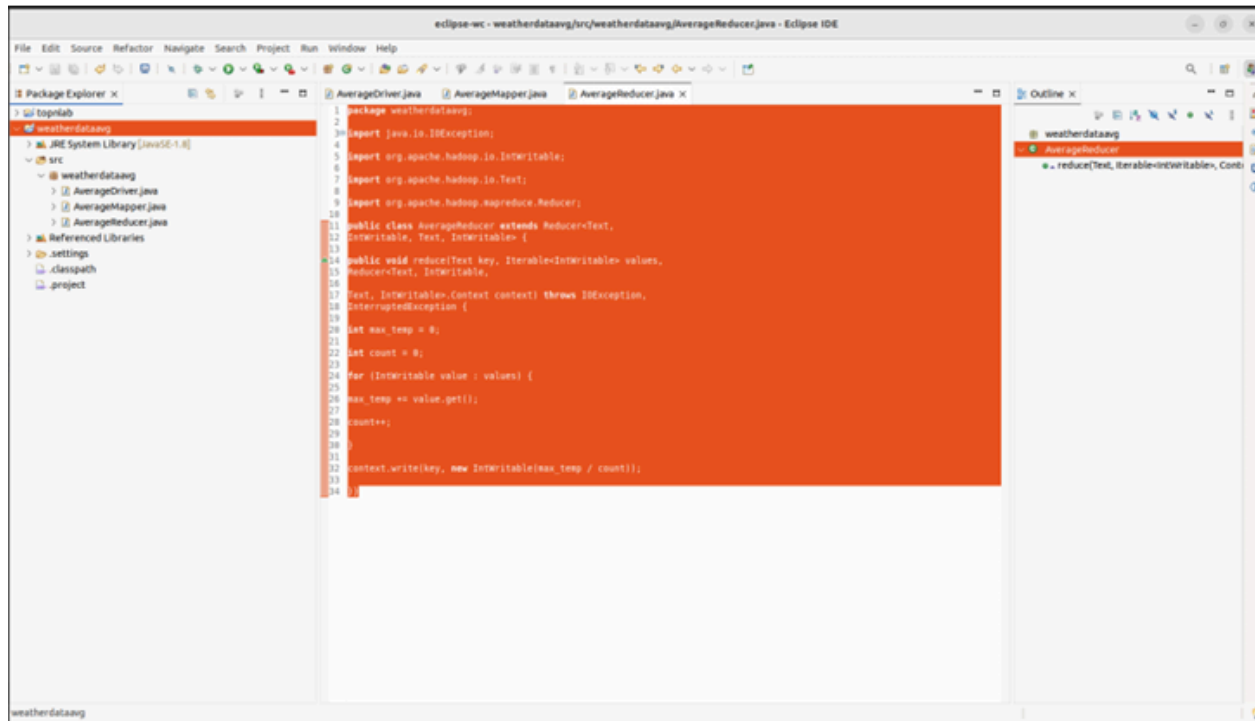 eclipse-wc - weatherdataavg/src/weatherdataavg/AverageReducer.java - Eclipse IDE
File Edit Source Refactor Navigate Search Project Run Window Help
Package Explorer ×
topnlab
weatherdataavg
JRE System Library [JavaSE-1.8]
src
weatherdataavg
AverageDriver.java
AverageMapper.java
AverageReducer.java
Referenced Libraries
.settings
.classpath
.project
AverageDriver.java AverageMapper.java AverageReducer.java ×
1 package weatherdataavg;
2
3 import java.io.IOException;
4
5 import org.apache.hadoop.io.IntWritable;
6
7 import org.apache.hadoop.io.Text;
8
9 import org.apache.hadoop.mapreduce.Reducer;
10
11 public class AverageReducer extends Reducer<Text,
12 IntWritable, Text, IntWritable> {
13
14 public void reduce(Text key, Iterable<IntWritable> values,
15 Reducer<Text, IntWritable,
16
17 Text, IntWritable>.Context context) throws IOException,
18 InterruptedException {
19
20 int max_temp = 0;
21
22 int count = 0;
23
24 for (IntWritable value : values) {
25
26 max_temp += value.get();
27
28 count++;
29
30 }
31
32 context.write(key, new IntWritable(max_temp / count));
33
34 }}
Outline ×
weatherdataavg
AverageReducer
reduce(Text, Iterable<IntWritable>, Cont
weatherdataavg